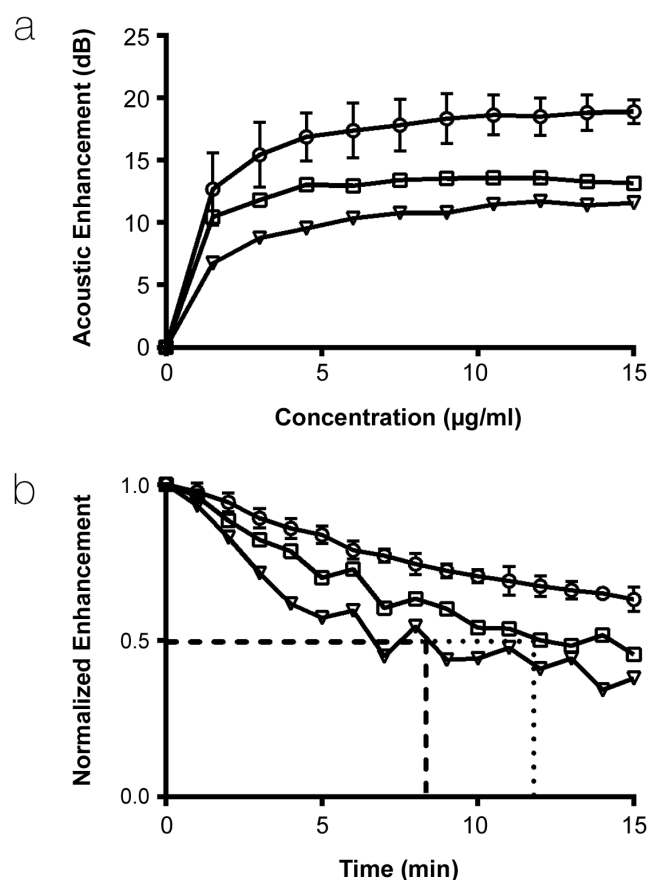 a
Acoustic Enhancement (dB)
25
20
15
10
5
0
0 5 10 15
Concentration (µg/ml)
b
Normalized Enhancement
1.0
0.5
0.0
0 5 10 15
Time (min)